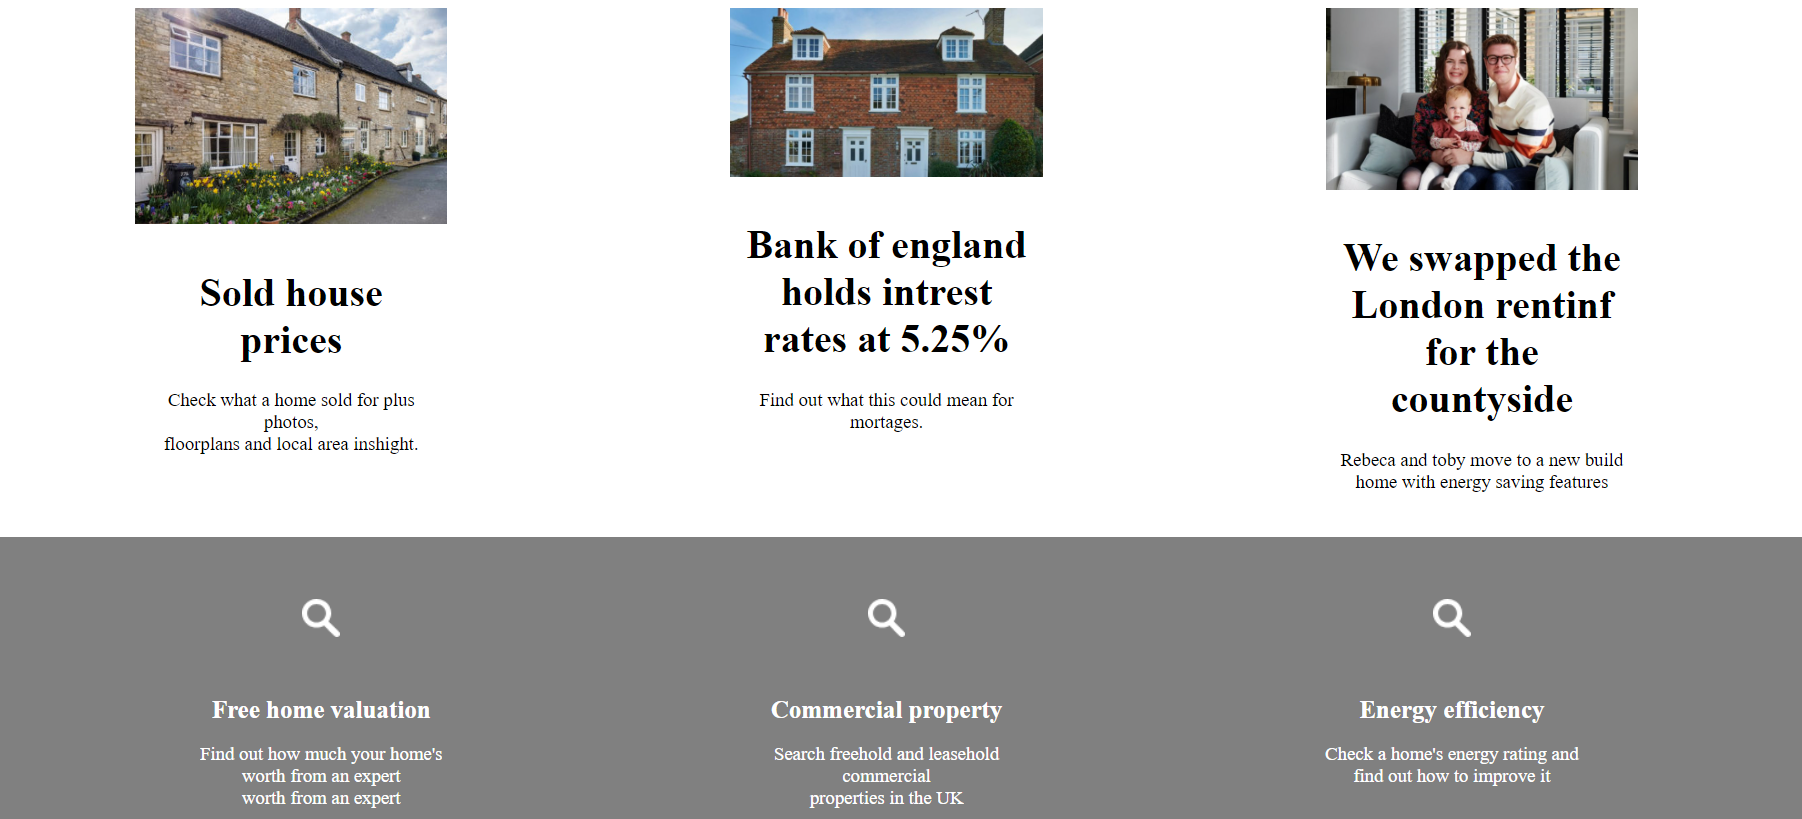 Sold house
prices
Check what a home sold for plus
photos,
floorplans and local area inshight.
Bank of england
holds intrest
rates at 5.25%
Find out what this could mean for
mortages.
We swapped the
London rentinf
for the
countyside
Rebeca and toby move to a new build
home with energy saving features
Free home valuation
Find out how much your home's
worth from an expert
worth from an expert
Commercial property
Search freehold and leasehold
commercial
properties in the UK
Energy efficiency
Check a home's energy rating and
find out how to improve it